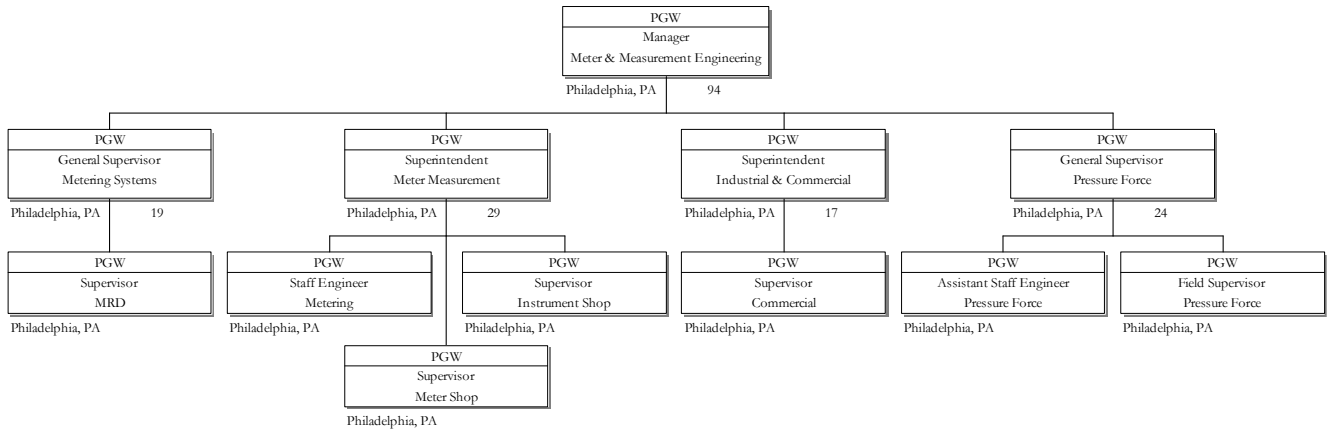 PGW
Manager
Meter & Measurement Engineering
Philadelphia, PA 94
PGW
General Supervisor
Metering Systems
Philadelphia, PA 19
PGW
Superintendent
Meter Measurement
Philadelphia, PA 29
PGW
Superintendent
Industrial & Commercial
Philadelphia, PA 17
PGW
General Supervisor
Pressure Force
Philadelphia, PA 24
PGW
Supervisor
MRD
Philadelphia, PA
PGW
Staff Engineer
Metering
Philadelphia, PA
PGW
Supervisor
Instrument Shop
Philadelphia, PA
PGW
Supervisor
Commercial
Philadelphia, PA
PGW
Assistant Staff Engineer
Pressure Force
Philadelphia, PA
PGW
Field Supervisor
Pressure Force
Philadelphia, PA
PGW
Supervisor
Meter Shop
Philadelphia, PA